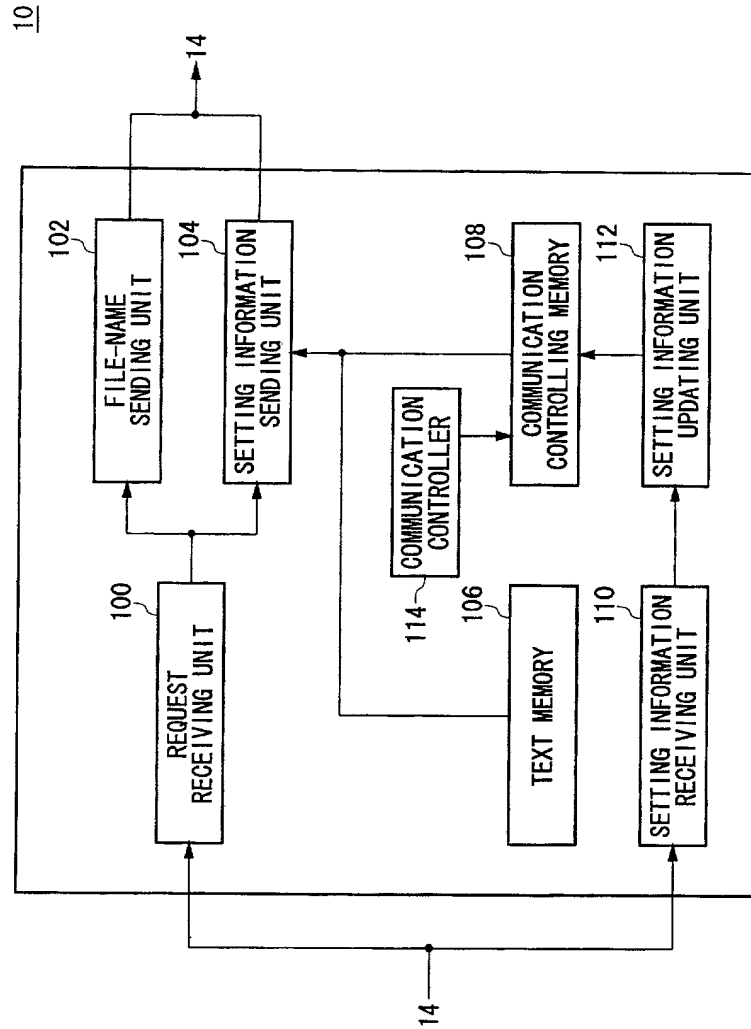 10
14
100
REQUEST
RECEIVING UNIT
102
FILE-NAME
SENDING UNIT
104
SETTING INFORMATION
SENDING UNIT
14
114
COMMUNICATION
CONTROLLER
106
TEXT MEMORY
108
COMMUNICATION
CONTROLLING MEMORY
110
SETTING INFORMATION
RECEIVING UNIT
112
SETTING INFORMATION
UPDATING UNIT